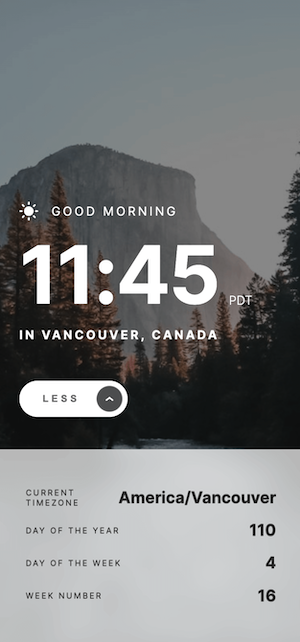 GOOD MORNING
11:45 PDT
IN VANCOUVER, CANADA
LESS
CURRENT
TIMEZONE
America/Vancouver
DAY OF THE YEAR 110
DAY OF THE WEEK 4
WEEK NUMBER 16